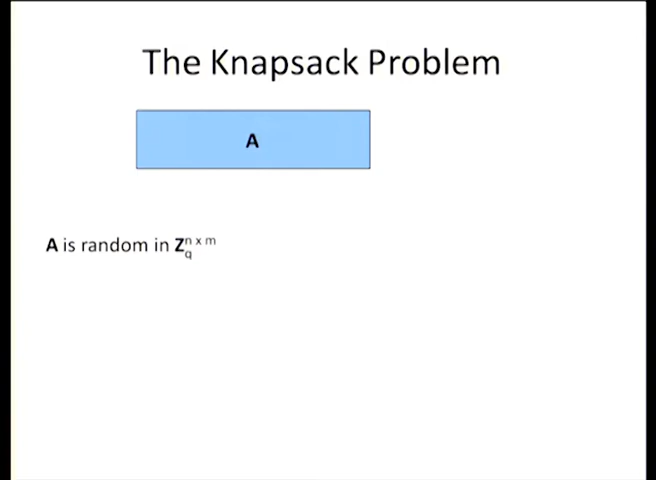 The Knapsack Problem
A
A is random in Z_q^{n x m}